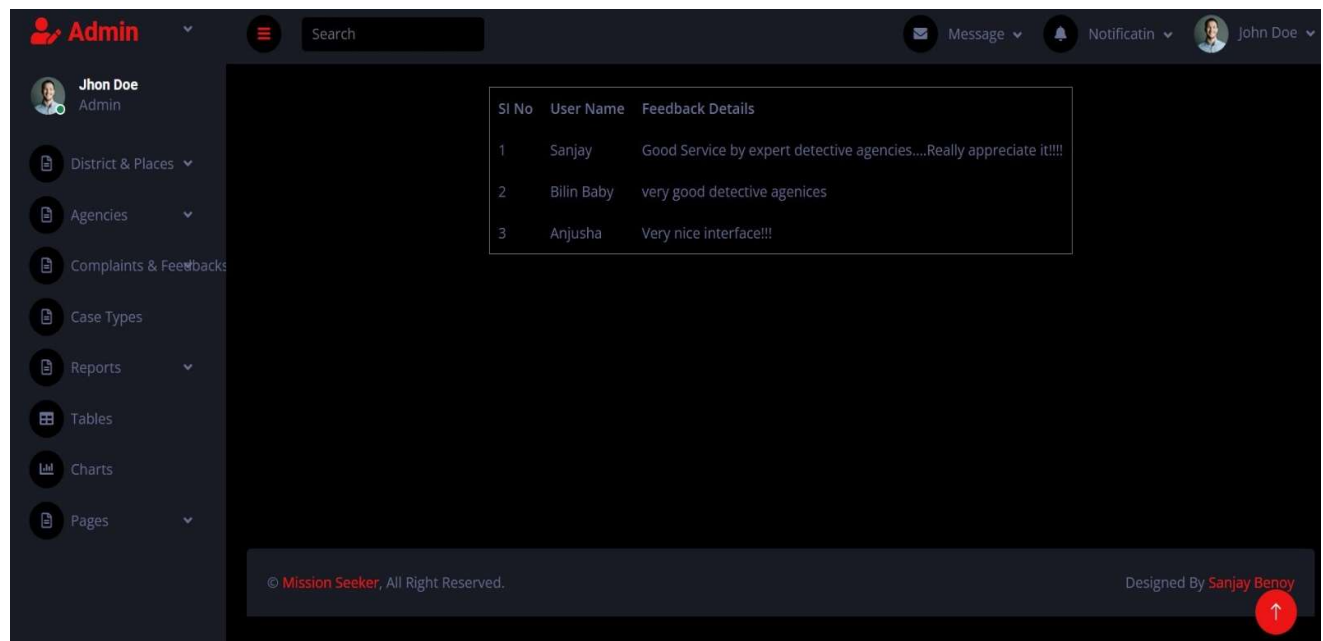 Admin
Search
Message
Notificatin
John Doe
Jhon Doe
Admin
District & Places
Agencies
Complaints & Feedbacks
Case Types
Reports
Tables
Charts
Pages
SI No User Name Feedback Details
1 Sanjay Good Service by expert detective agencies....Really appreciate it!!!!
2 Bilin Baby very good detective agenices
3 Anjusha Very nice interface!!!
© Mission Seeker, All Right Reserved.
Designed By Sanjay Benoy